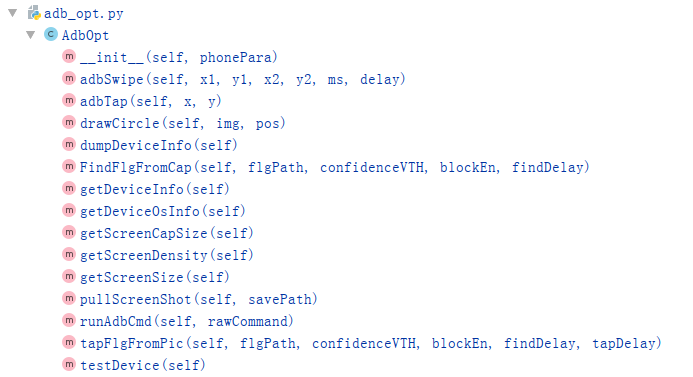 adb_opt.py
C AdbOpt
m __init__(self, phonePara)
m adbSwipe(self, x1, y1, x2, y2, ms, delay)
m adbTap(self, x, y)
m drawCircle(self, img, pos)
m dumpDeviceInfo(self)
m FindFlgFromCap(self, flgPath, confidenceVTH, blockEn, findDelay)
m getDeviceInfo(self)
m getDeviceOsInfo(self)
m getScreenCapSize(self)
m getScreenDensity(self)
m getScreenSize(self)
m pullScreenShot(self, savePath)
m runAdbCmd(self, rawCommand)
m tapFlgFromPic(self, flgPath, confidenceVTH, blockEn, findDelay, tapDelay)
m testDevice(self)